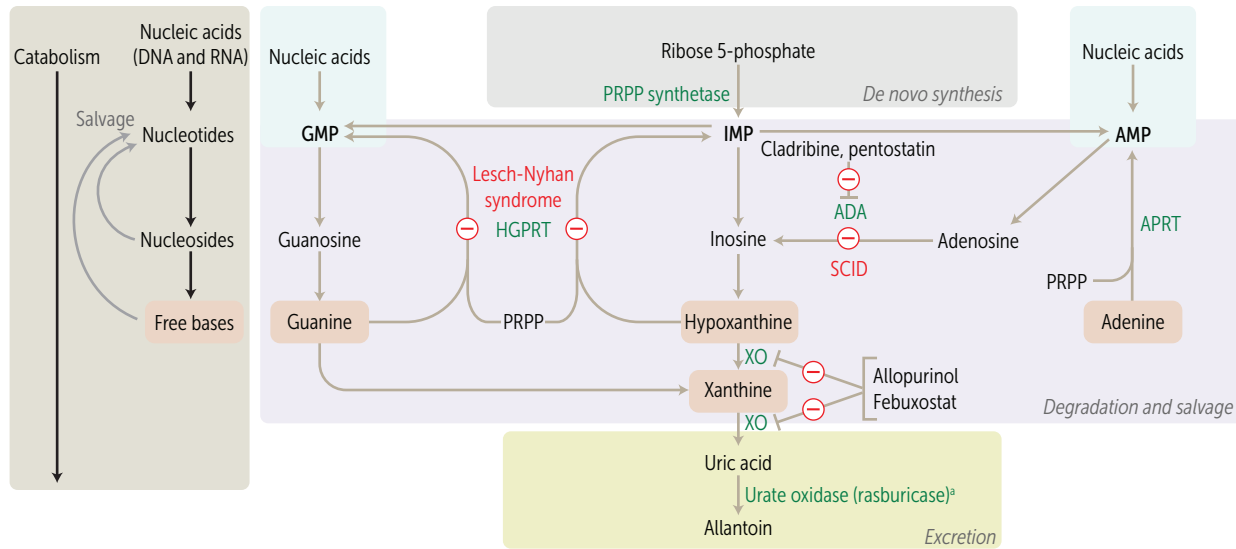 Catabolism
Nucleic acids
(DNA and RNA)
Salvage
Nucleotides
Nucleosides
Free bases
Nucleic acids
GMP
Guanosine
Guanine
Lesch-Nyhan
syndrome
HGPRT
PRPP
Ribose 5-phosphate
PRPP synthetase
De novo synthesis
IMP
Cladribine, pentostatin
ADA
Inosine
SCID
Adenosine
Hypoxanthine
XO
Xanthine
XO
Allopurinol
Febuxostat
Nucleic acids
AMP
APRT
PRPP
Adenine
Degradation and salvage
Uric acid
Urate oxidase (rasburicase)ᵃ
Allantoin
Excretion